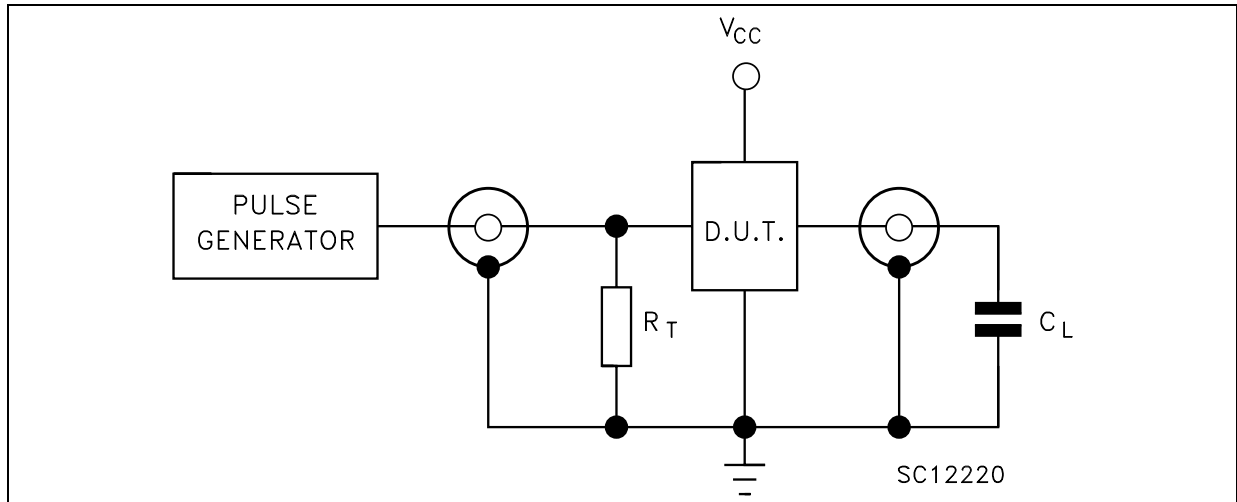 VCC
PULSE
GENERATOR
D.U.T.
RT
CL
SC12220